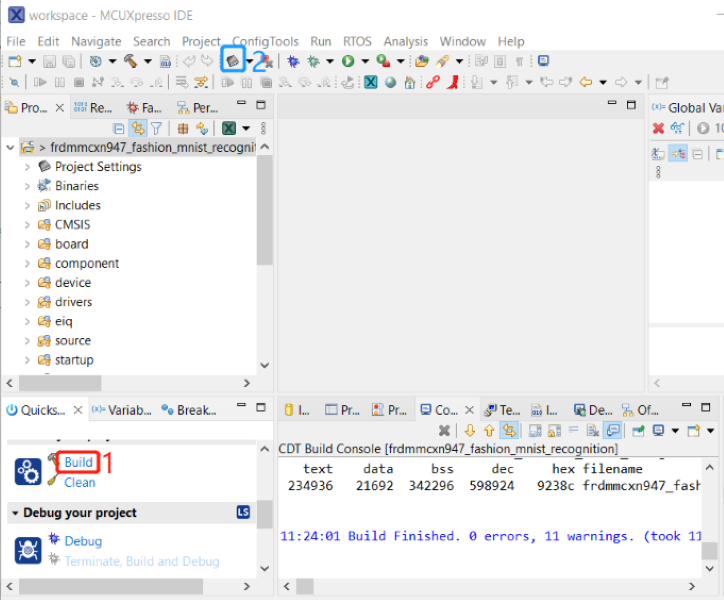 workspace - MCUXpresso IDE
File Edit Navigate Search Project ConfigTools Run RTOS Analysis Window Help
2
Pro... Re... Fa... Per...
> frdmmcxn947_fashion_mnist_recognit
Project Settings
Binaries
Includes
CMSIS
board
component
device
drivers
eiq
source
startup
(x)= Global Va
10
Quicks... (x)= Variab... Break...
Build 1
Clean
Debug your project LS
Debug
Terminate, Build and Debug
I... Pr... Pr... Co... Te... I... De... Of...
CDT Build Console [frdmmcxn947_fashion_mnist_recognition]
text data bss dec hex filename
234936 21692 342296 598924 9238c frdmmcxn947_fash
11:24:01 Build Finished. 0 errors, 11 warnings. (took 11